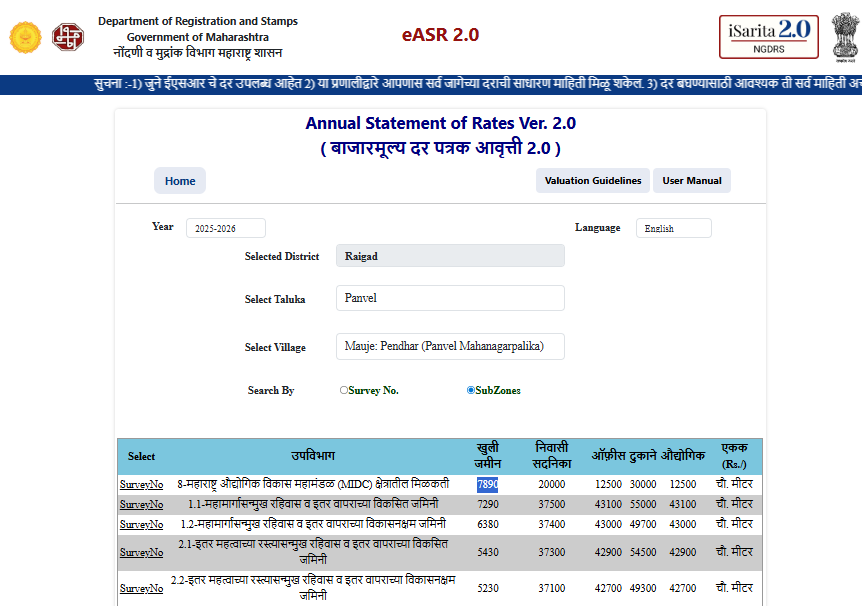 Department of Registration and Stamps
Government of Maharashtra
नोंदणी व मुद्रांक विभाग महाराष्ट्र शासन
eASR 2.0
iSarita 2.0
NGDRS
सुचना :-1) जुने ईएसआर चे दर उपलब्ध आहेत 2) या प्रणालीद्वारे आपणास सर्व जागेच्या दराची साधारण माहिती मिळू शकेल. 3) दर बघण्यासाठी आवश्यक ती सर्व माहिती
Annual Statement of Rates Ver. 2.0
( बाजारमूल्य दर पत्रक आवृत्ती 2.0 )
Home
Valuation Guidelines
User Manual
Year 2025-2026 Language English
Selected District Raigad
Select Taluka Panvel
Select Village Mauje: Pendhar (Panvel Mahanagarpalika)
Search By Survey No. SubZones
Select उपविभाग खुली जमीन निवासी सदनिका ऑफ़ीस दुकाने औद्योगिक एकक (Rs./)
SurveyNo 8-महाराष्ट्र औद्योगिक विकास महामंडळ (MIDC) क्षेत्रातील मिळकती 7890 20000 12500 30000 12500 चौ. मीटर
SurveyNo 1.1-महामार्गासन्मुख रहिवास व इतर वापराच्या विकसित जमिनी 7290 37500 43100 55000 43100 चौ. मीटर
SurveyNo 1.2-महामार्गासन्मुख रहिवास व इतर वापराच्या विकासनक्षम जमिनी 6380 37400 43000 49700 43000 चौ. मीटर
SurveyNo 2.1-इतर महत्वाच्या रस्त्यासन्मुख रहिवास व इतर वापराच्या विकसित जमिनी 5430 37300 42900 54500 42900 चौ. मीटर
SurveyNo 2.2-इतर महत्वाच्या रस्त्यासन्मुख रहिवास व इतर वापराच्या विकासनक्षम जमिनी 5230 37100 42700 49300 42700 चौ. मीटर